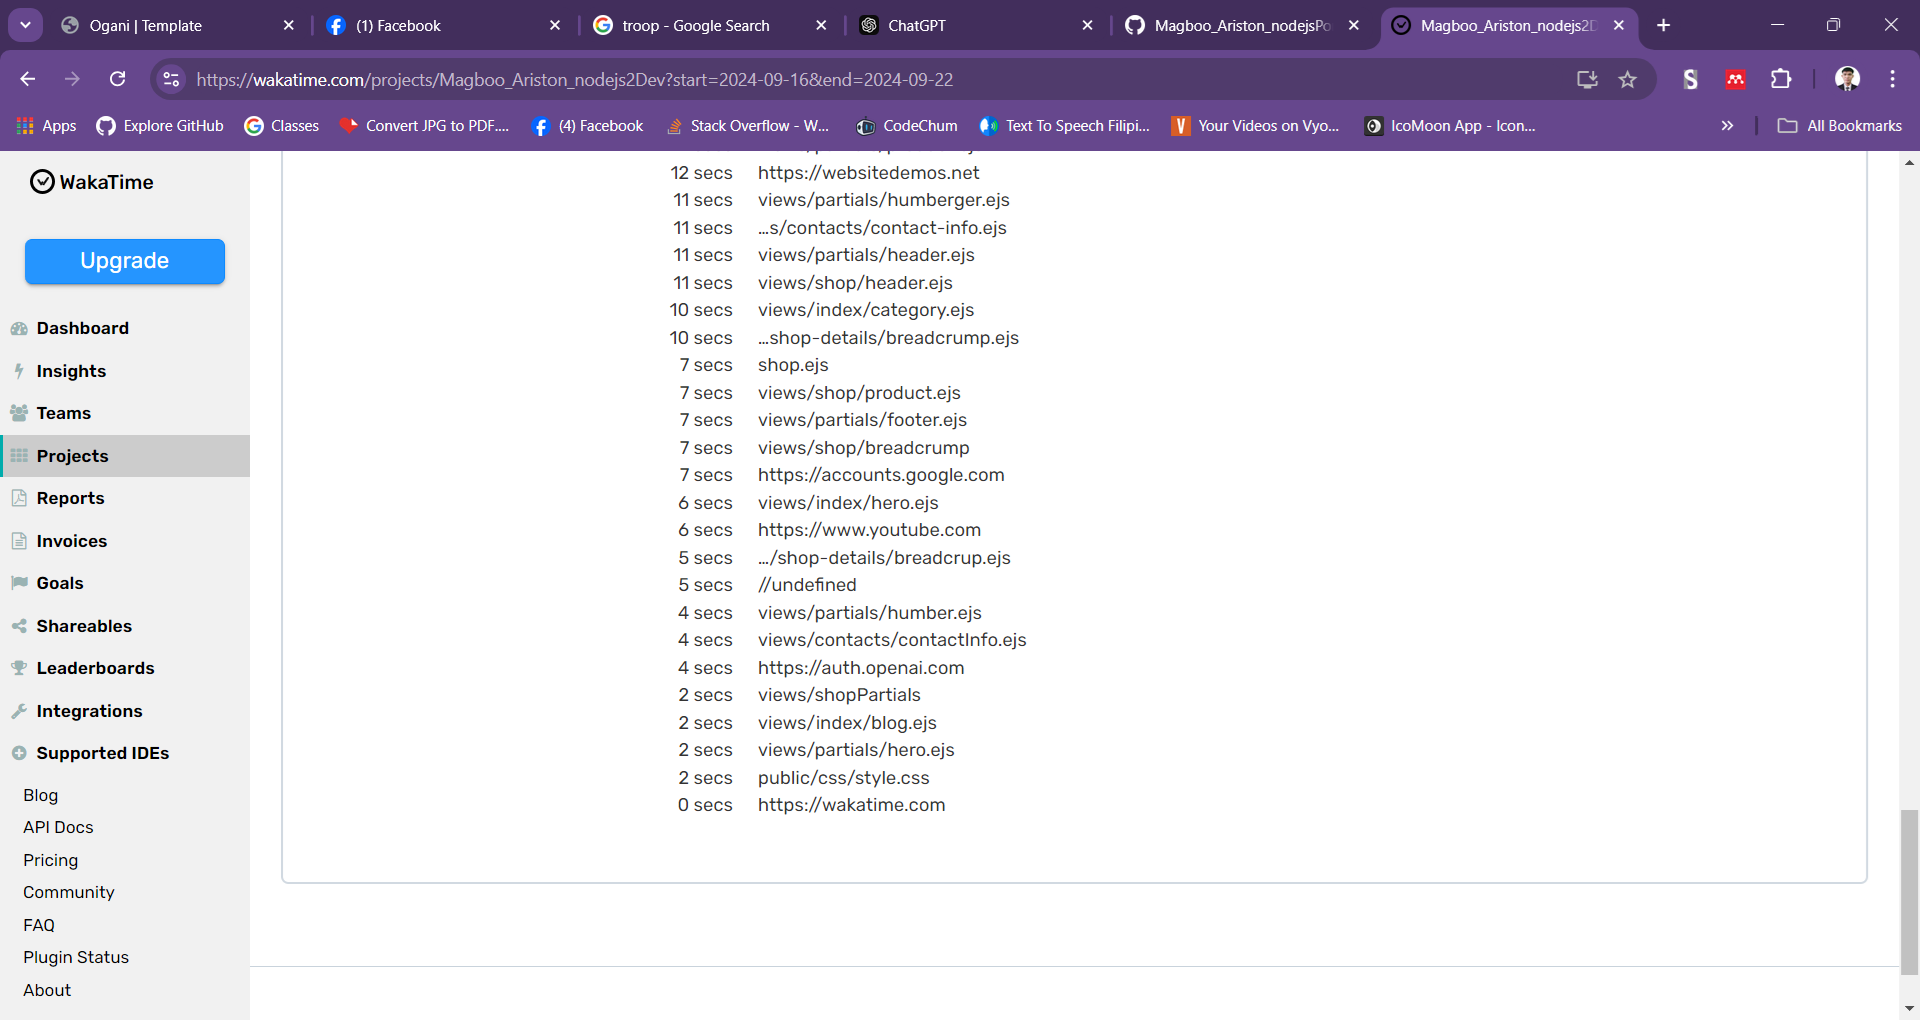 Ogani | Template
(1) Facebook
troop - Google Search
ChatGPT
Magboo_Ariston_nodejsPo
Magboo_Ariston_nodejs2D
https://wakatime.com/projects/Magboo_Ariston_nodejs2Dev?start=2024-09-16&end=2024-09-22
Apps
Explore GitHub
Classes
Convert JPG to PDF....
(4) Facebook
Stack Overflow - W...
CodeChum
Text To Speech Filipi...
Your Videos on Vyo...
IcoMoon App - Icon...
All Bookmarks
WakaTime
Upgrade
Dashboard
Insights
Teams
Projects
Reports
Invoices
Goals
Shareables
Leaderboards
Integrations
Supported IDEs
Blog
API Docs
Pricing
Community
FAQ
Plugin Status
About
12 secs https://websitedemos.net
11 secs views/partials/humberger.ejs
11 secs …s/contacts/contact-info.ejs
11 secs views/partials/header.ejs
11 secs views/shop/header.ejs
10 secs views/index/category.ejs
10 secs …shop-details/breadcrump.ejs
7 secs shop.ejs
7 secs views/shop/product.ejs
7 secs views/partials/footer.ejs
7 secs views/shop/breadcrump
7 secs https://accounts.google.com
6 secs views/index/hero.ejs
6 secs https://www.youtube.com
5 secs …/shop-details/breadcrup.ejs
5 secs //undefined
4 secs views/partials/humber.ejs
4 secs views/contacts/contactInfo.ejs
4 secs https://auth.openai.com
2 secs views/shopPartials
2 secs views/index/blog.ejs
2 secs views/partials/hero.ejs
2 secs public/css/style.css
0 secs https://wakatime.com